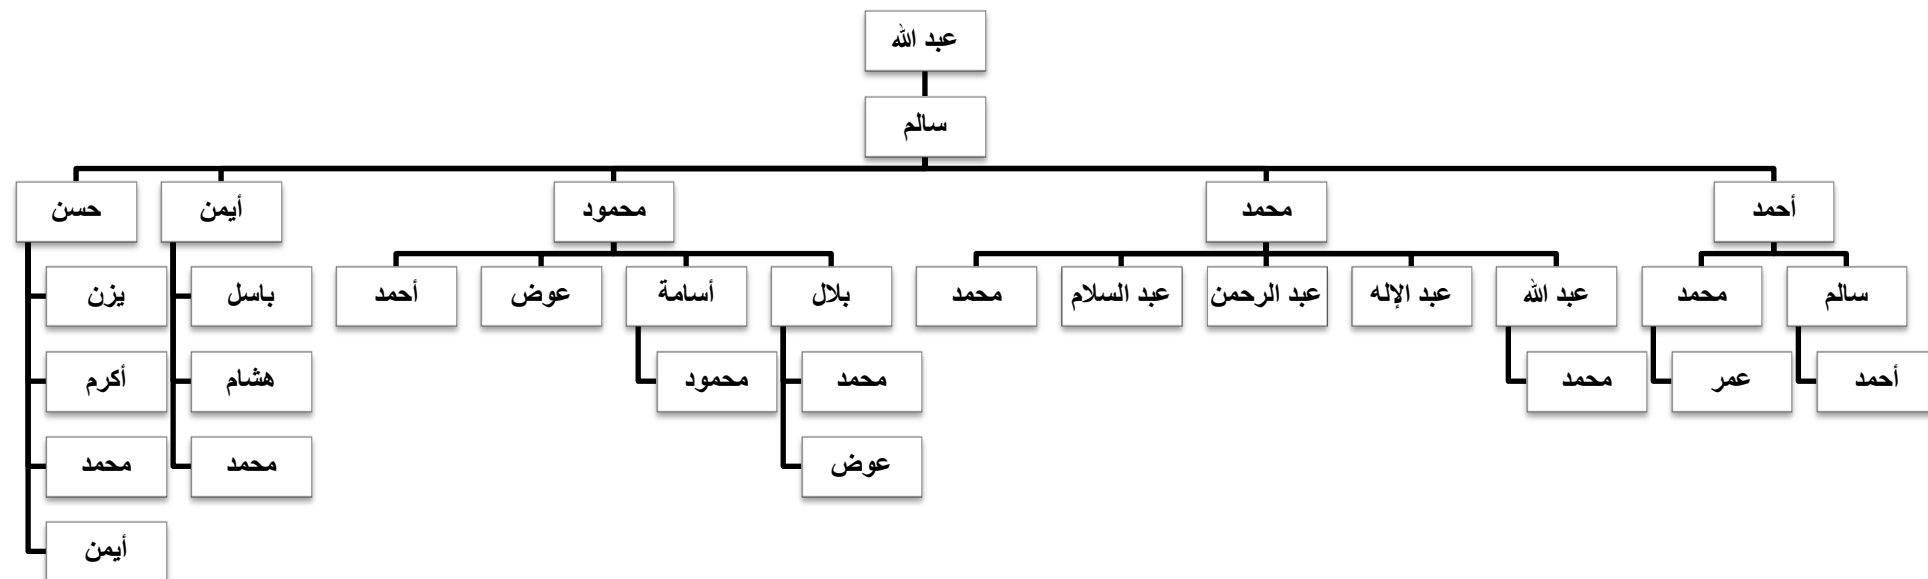 عبد الله
سالم
أحمد
محمد
محمود
أيمن
حسن
سالم
محمد
عبد الله
عبد الإله
عبد الرحمن
عبد السلام
محمد
بلال
أسامة
عوض
أحمد
باسل
يزن
أحمد
عمر
محمد
محمد
محمود
هشام
أكرم
عوض
محمد
محمد
أيمن